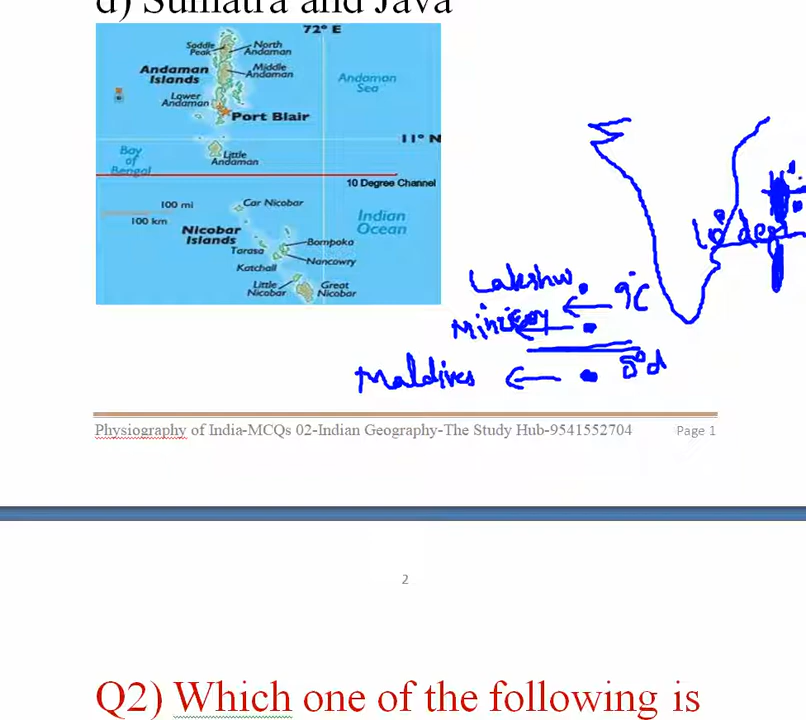 d) Sumatra and Java
72° E
Saddle Peak
North Andaman
Andaman Islands
Middle Andaman
Andaman Sea
Lower Andaman
Port Blair
11° N
Bay of Bengal
Little Andaman
10 Degree Channel
100 mi
100 km
Car Nicobar
Indian Ocean
Nicobar Islands
Bompoka
Tarasa
Nancowry
Katchall
Little Nicobar
Great Nicobar
10° deg
Lakshw
9°C
Minicoy
8°d
Maldives
Physiography of India-MCQs 02-Indian Geography-The Study Hub-9541552704
Page 1
2
Q2) Which one of the following is